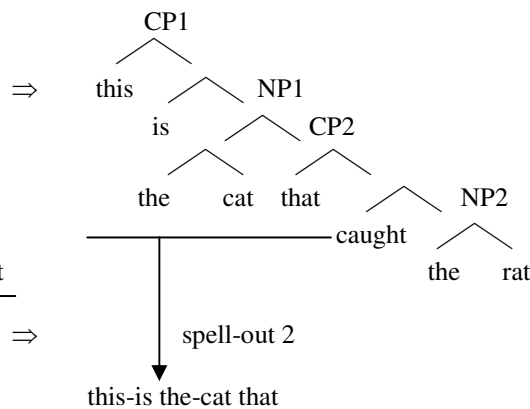 CP1
⇒ this NP1
is CP2
the cat that NP2
caught
t the rat
⇒ spell-out 2
this-is the-cat that